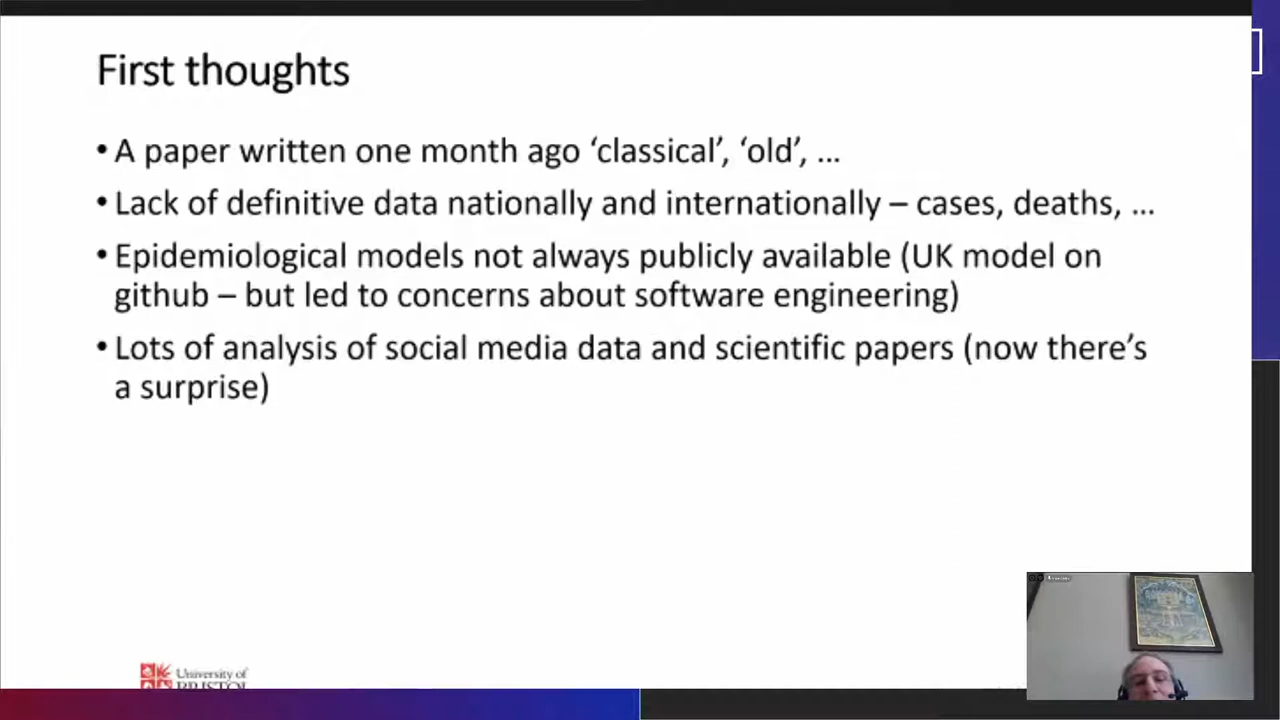 First thoughts
• A paper written one month ago ‘classical’, ‘old’, ...
• Lack of definitive data nationally and internationally – cases, deaths, ...
• Epidemiological models not always publicly available (UK model on
github – but led to concerns about software engineering)
• Lots of analysis of social media data and scientific papers (now there’s
a surprise)
University of
BRISTOL